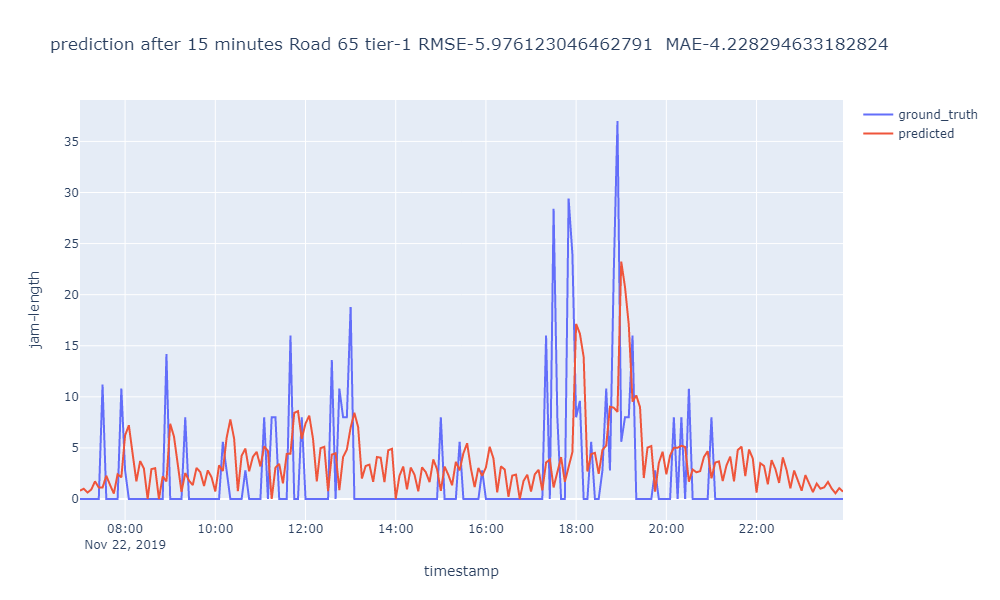 prediction after 15 minutes Road 65 tier-1 RMSE-5.976123046462791  MAE-4.228294633182824
ground_truth
predicted
35
30
25
20
15
10
5
0
jam-length
08:00 10:00 12:00 14:00 16:00 18:00 20:00 22:00
Nov 22, 2019
timestamp